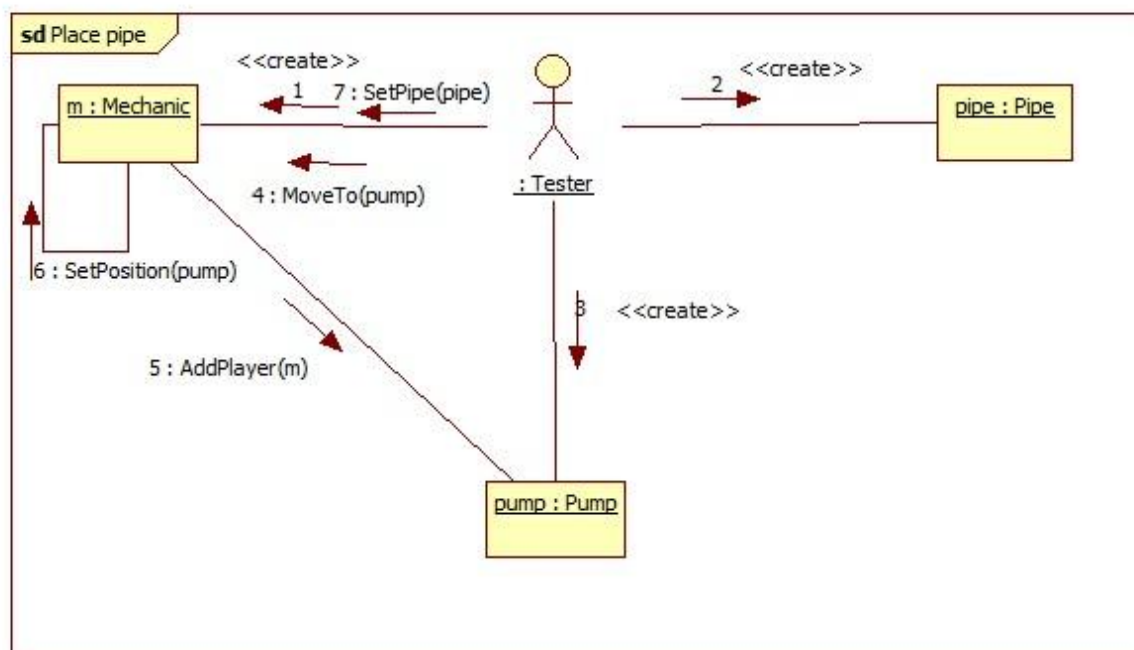 sd Place pipe
<<create>>
<<create>>
1
7 : SetPipe(pipe)
2
m : Mechanic
pipe : Pipe
: Tester
4 : MoveTo(pump)
6 : SetPosition(pump)
3
<<create>>
5 : AddPlayer(m)
pump : Pump